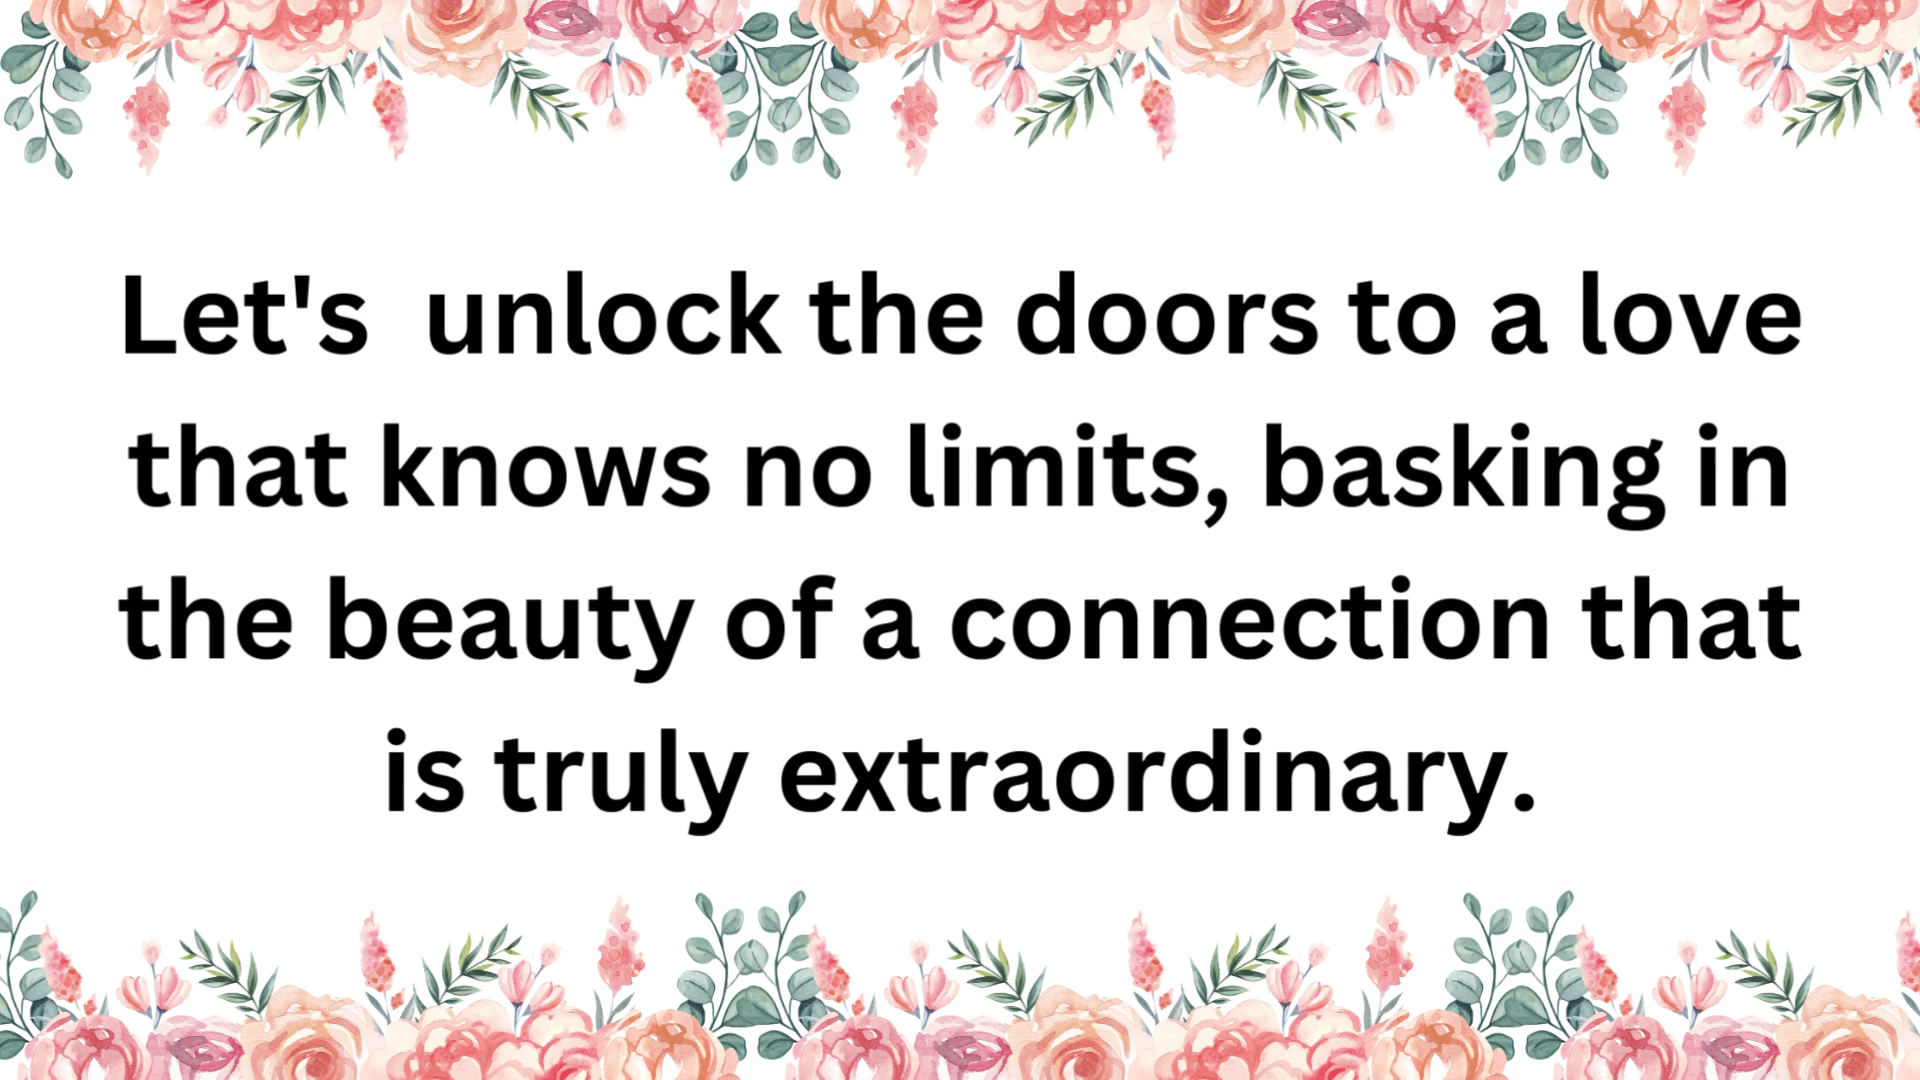 Let's  unlock the doors to a love
that knows no limits, basking in
the beauty of a connection that
is truly extraordinary.